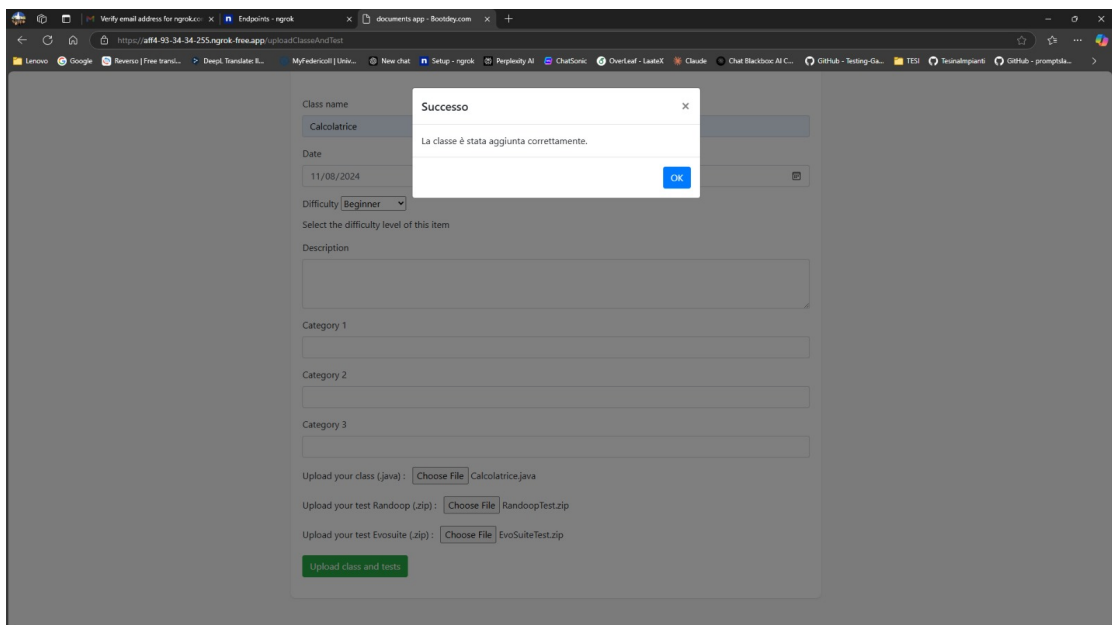 Verify email address for ngrok.co
Endpoints - ngrok
documents app - Bootdey.com
https://aff4-93-34-34-255.ngrok-free.app/uploadClasseAndTest
Lenovo
Google
Reverso | Free transl...
DeepL Translate: Il...
MyFedericoII | Univ...
New chat
Setup - ngrok
Perplexity AI
ChatSonic
OverLeaf - LaateX
Claude
Chat Blackbox: AI C...
GitHub - Testing-Ga...
TESI
TesinaImpianti
GitHub - promptsla...
Successo
La classe è stata aggiunta correttamente.
OK
Class name
Calcolatrice
Date
11/08/2024
Difficulty Beginner
Select the difficulty level of this item
Description
Category 1
Category 2
Category 3
Upload your class (.java) : Choose File Calcolatrice.java
Upload your test Randoop (.zip) : Choose File RandoopTest.zip
Upload your test Evosuite (.zip) : Choose File EvoSuiteTest.zip
Upload class and tests